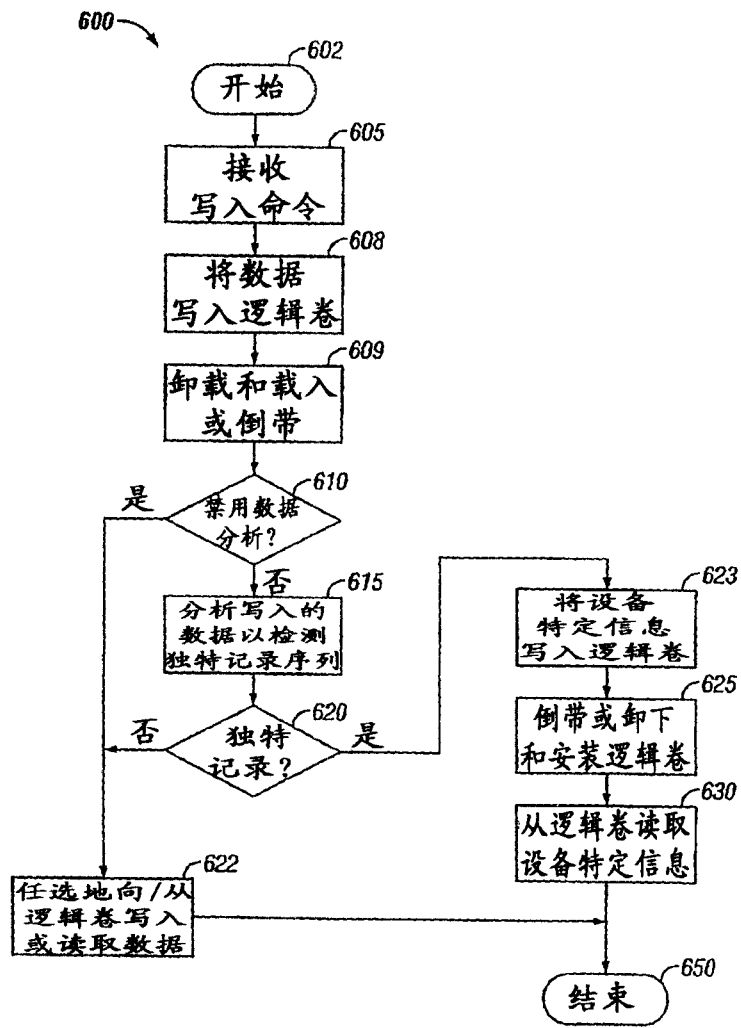 600
602
开始
605
接收
写入命令
608
将数据
写入逻辑卷
609
卸载和载入
或倒带
610
是
禁用数据
分析?
否
615
分析写入的
数据以检测
独特记录序列
620
否
独特
记录?
是
623
将设备
特定信息
写入逻辑卷
625
倒带或卸下
和安装逻辑卷
630
从逻辑卷读取
设备特定信息
622
任选地向/从
逻辑卷写入
或读取数据
650
结束